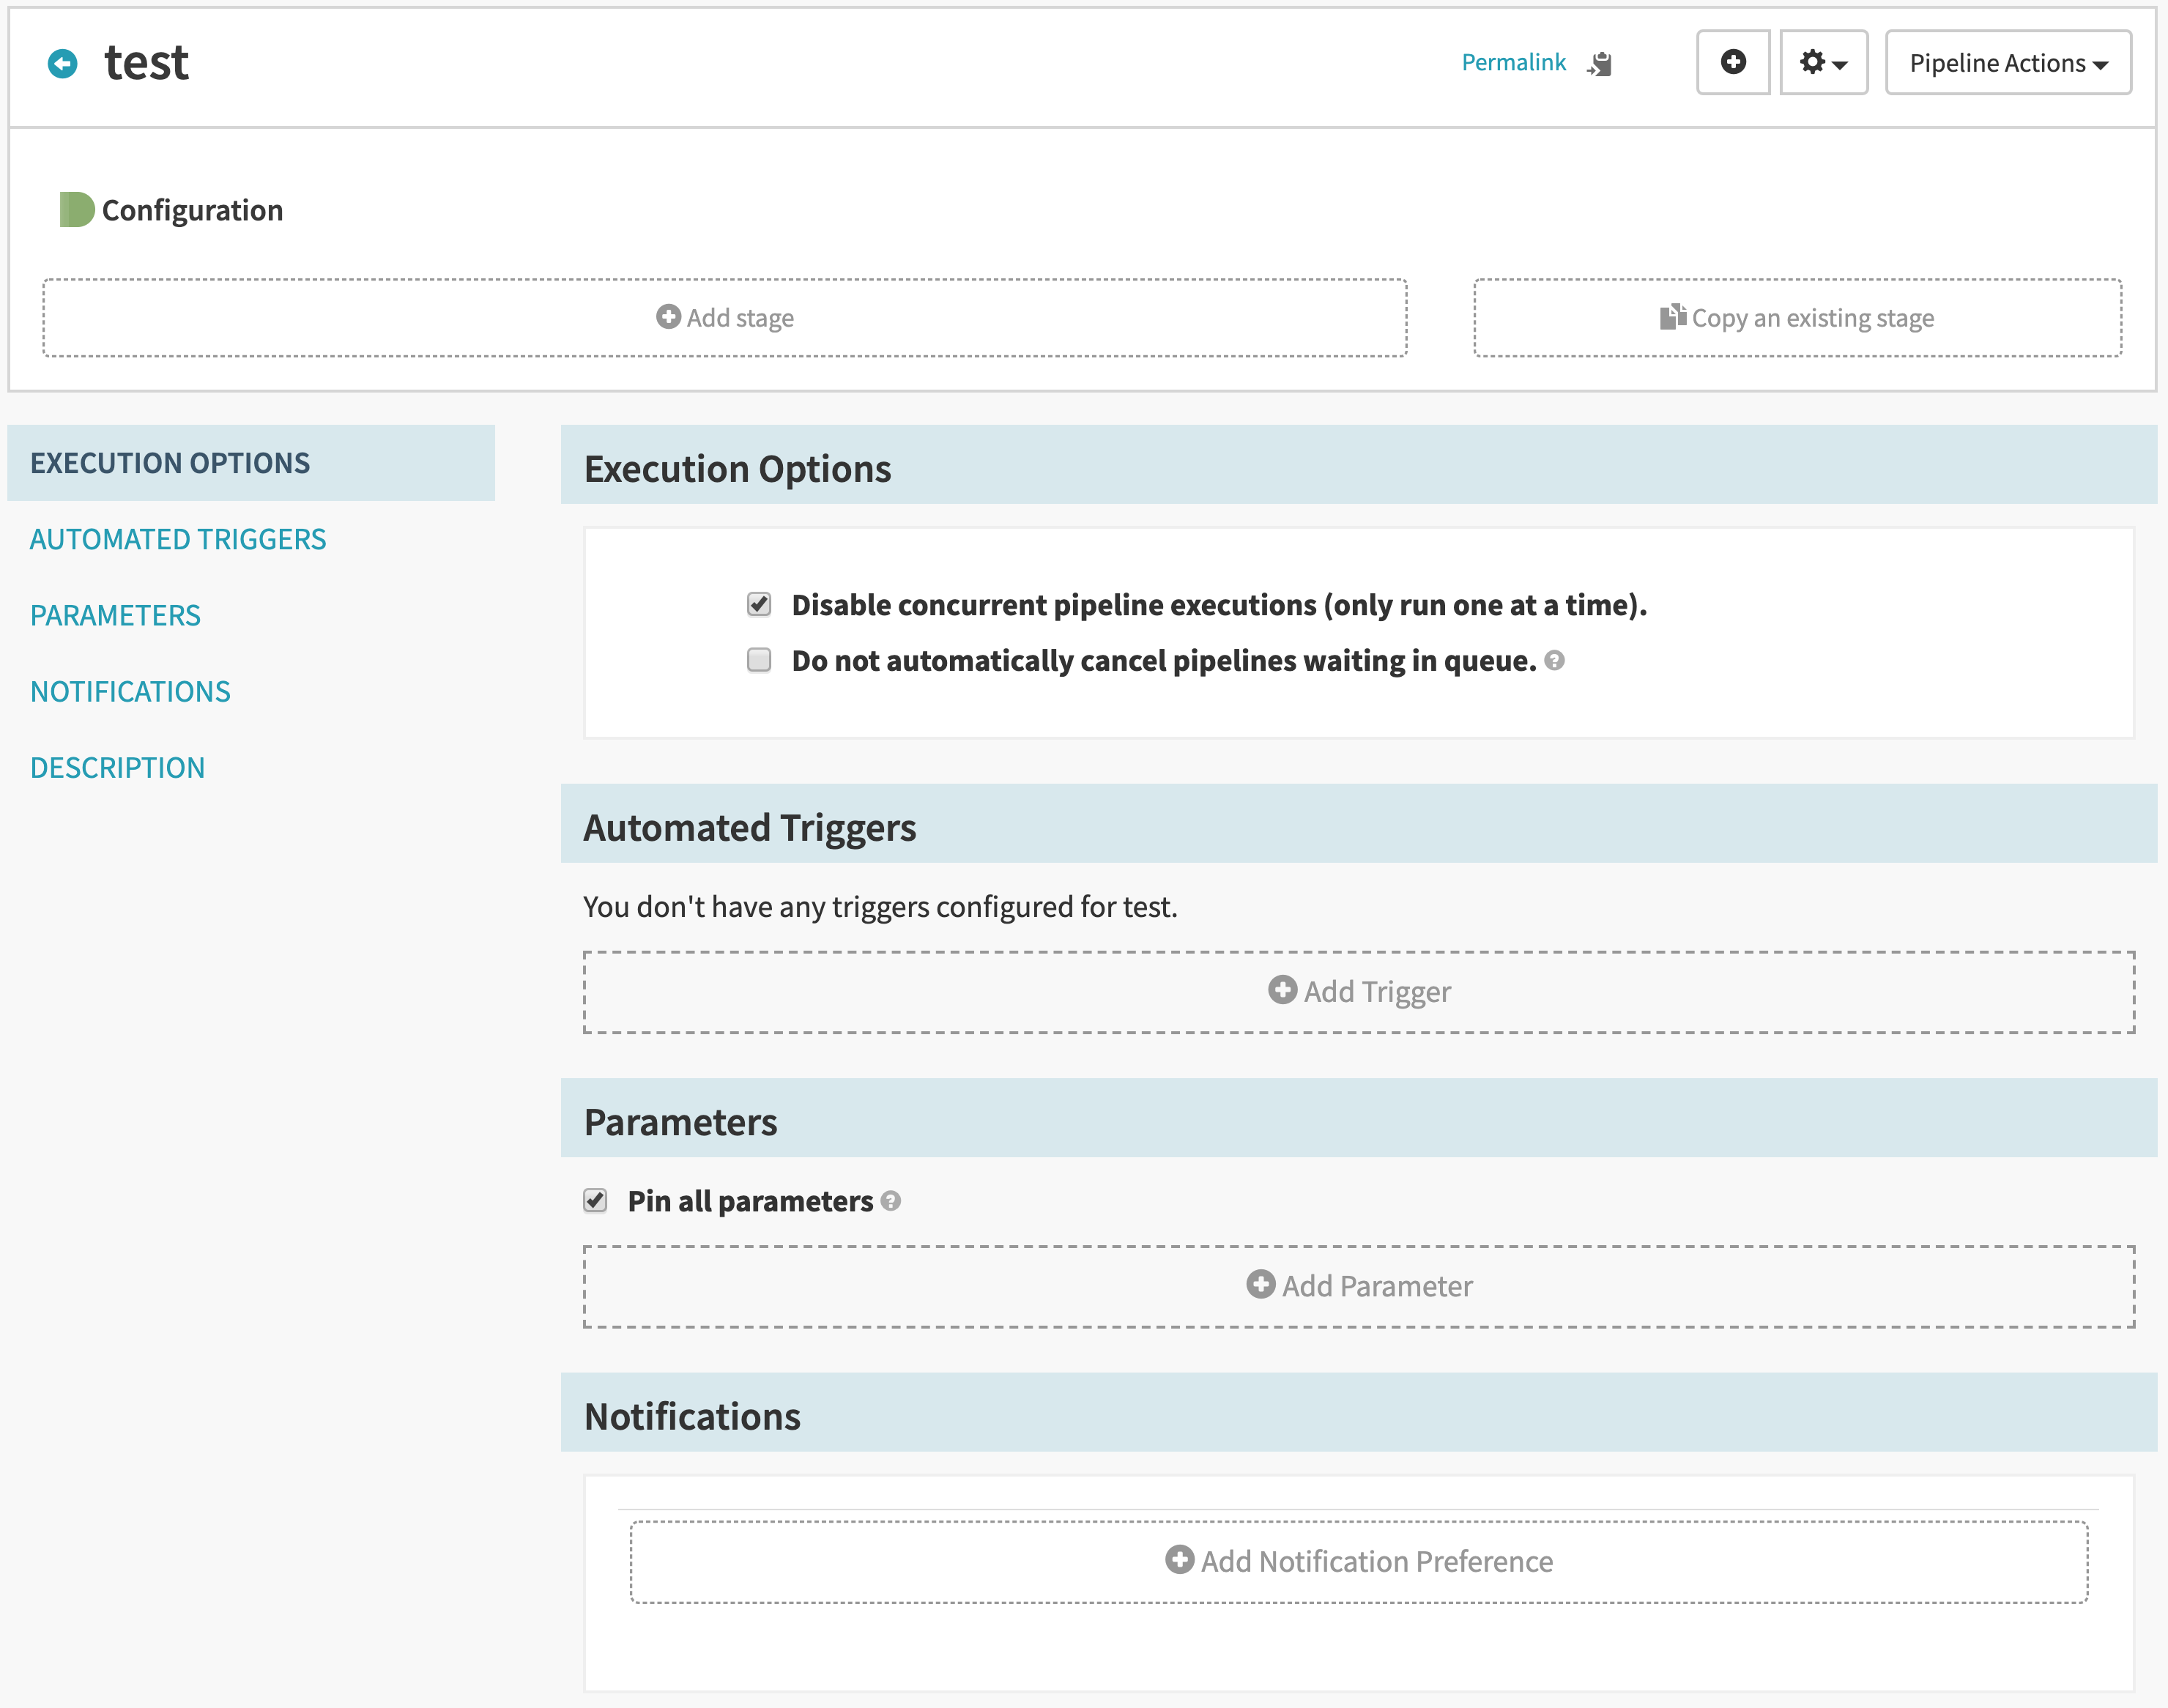 test
Permalink
Pipeline Actions
Configuration
Add stage
Copy an existing stage
EXECUTION OPTIONS
AUTOMATED TRIGGERS
PARAMETERS
NOTIFICATIONS
DESCRIPTION
Execution Options
Disable concurrent pipeline executions (only run one at a time).
Do not automatically cancel pipelines waiting in queue.
Automated Triggers
You don't have any triggers configured for test.
Add Trigger
Parameters
Pin all parameters
Add Parameter
Notifications
Add Notification Preference